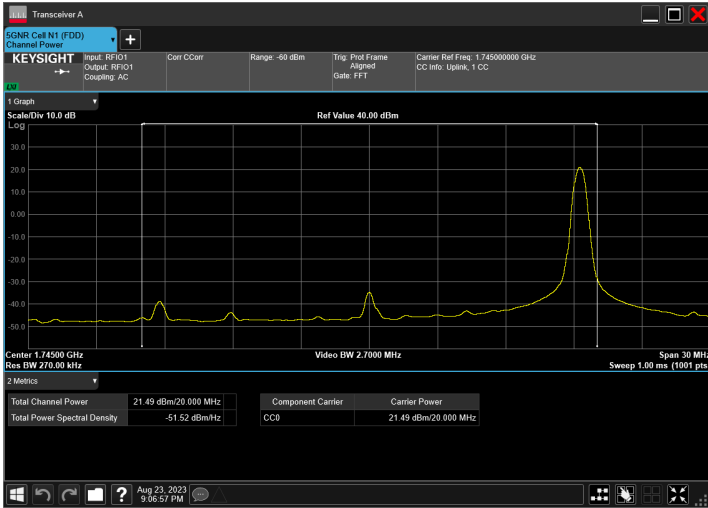 Transceiver A
5GNR Cell N1 (FDD)
Channel Power
KEYSIGHT
Input: RFIO1
Output: RFIO1
Coupling: AC
Corr CCorr
Range: -60 dBm
Trig: Prot Frame
Aligned
Gate: FFT
Carrier Ref Freq: 1.745000000 GHz
CC Info: Uplink, 1 CC
LXI
1 Graph
Scale/Div 10.0 dB
Ref Value 40.00 dBm
Log
30.0
20.0
10.0
0.00
-10.0
-20.0
-30.0
-40.0
-50.0
Center 1.74500 GHz
Video BW 2.7000 MHz
Span 30 MHz
Res BW 270.00 kHz
Sweep 1.00 ms (1001 pts
2 Metrics
Total Channel Power 21.49 dBm/20.000 MHz
Total Power Spectral Density -51.52 dBm/Hz
Component Carrier Carrier Power
CC0 21.49 dBm/20.000 MHz
Aug 23, 2023
9:06:57 PM